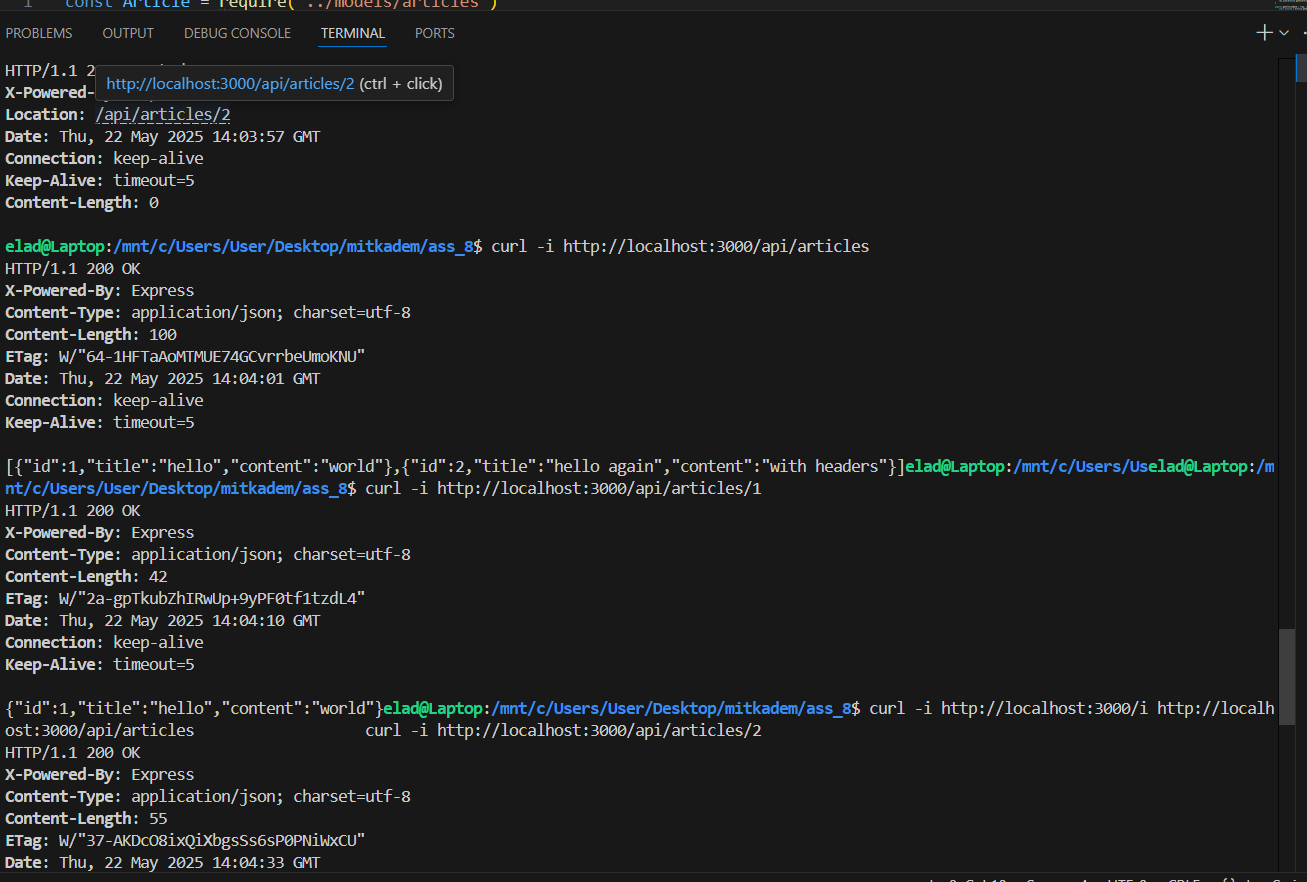 1 const Article = require('../models/articles')
PROBLEMS OUTPUT DEBUG CONSOLE TERMINAL PORTS
HTTP/1.1 2
http://localhost:3000/api/articles/2 (ctrl + click)
X-Powered-
Location: /api/articles/2
Date: Thu, 22 May 2025 14:03:57 GMT
Connection: keep-alive
Keep-Alive: timeout=5
Content-Length: 0
elad@Laptop:/mnt/c/Users/User/Desktop/mitkadem/ass_8$ curl -i http://localhost:3000/api/articles
HTTP/1.1 200 OK
X-Powered-By: Express
Content-Type: application/json; charset=utf-8
Content-Length: 100
ETag: W/"64-1HFTaAoMTMUE74GCvrrbeUmoKNU"
Date: Thu, 22 May 2025 14:04:01 GMT
Connection: keep-alive
Keep-Alive: timeout=5
[{"id":1,"title":"hello","content":"world"},{"id":2,"title":"hello again","content":"with headers"}]elad@Laptop:/mnt/c/Users/Uselad@Laptop:/m
nt/c/Users/User/Desktop/mitkadem/ass_8$ curl -i http://localhost:3000/api/articles/1
HTTP/1.1 200 OK
X-Powered-By: Express
Content-Type: application/json; charset=utf-8
Content-Length: 42
ETag: W/"2a-gpTkubZhIRwUp+9yPF0tf1tzdL4"
Date: Thu, 22 May 2025 14:04:10 GMT
Connection: keep-alive
Keep-Alive: timeout=5
{"id":1,"title":"hello","content":"world"}elad@Laptop:/mnt/c/Users/User/Desktop/mitkadem/ass_8$ curl -i http://localhost:3000/i http://localh
ost:3000/api/articles curl -i http://localhost:3000/api/articles/2
HTTP/1.1 200 OK
X-Powered-By: Express
Content-Type: application/json; charset=utf-8
Content-Length: 55
ETag: W/"37-AKDcO8ixQiXbgsSs6sP0PNiWxCU"
Date: Thu, 22 May 2025 14:04:33 GMT